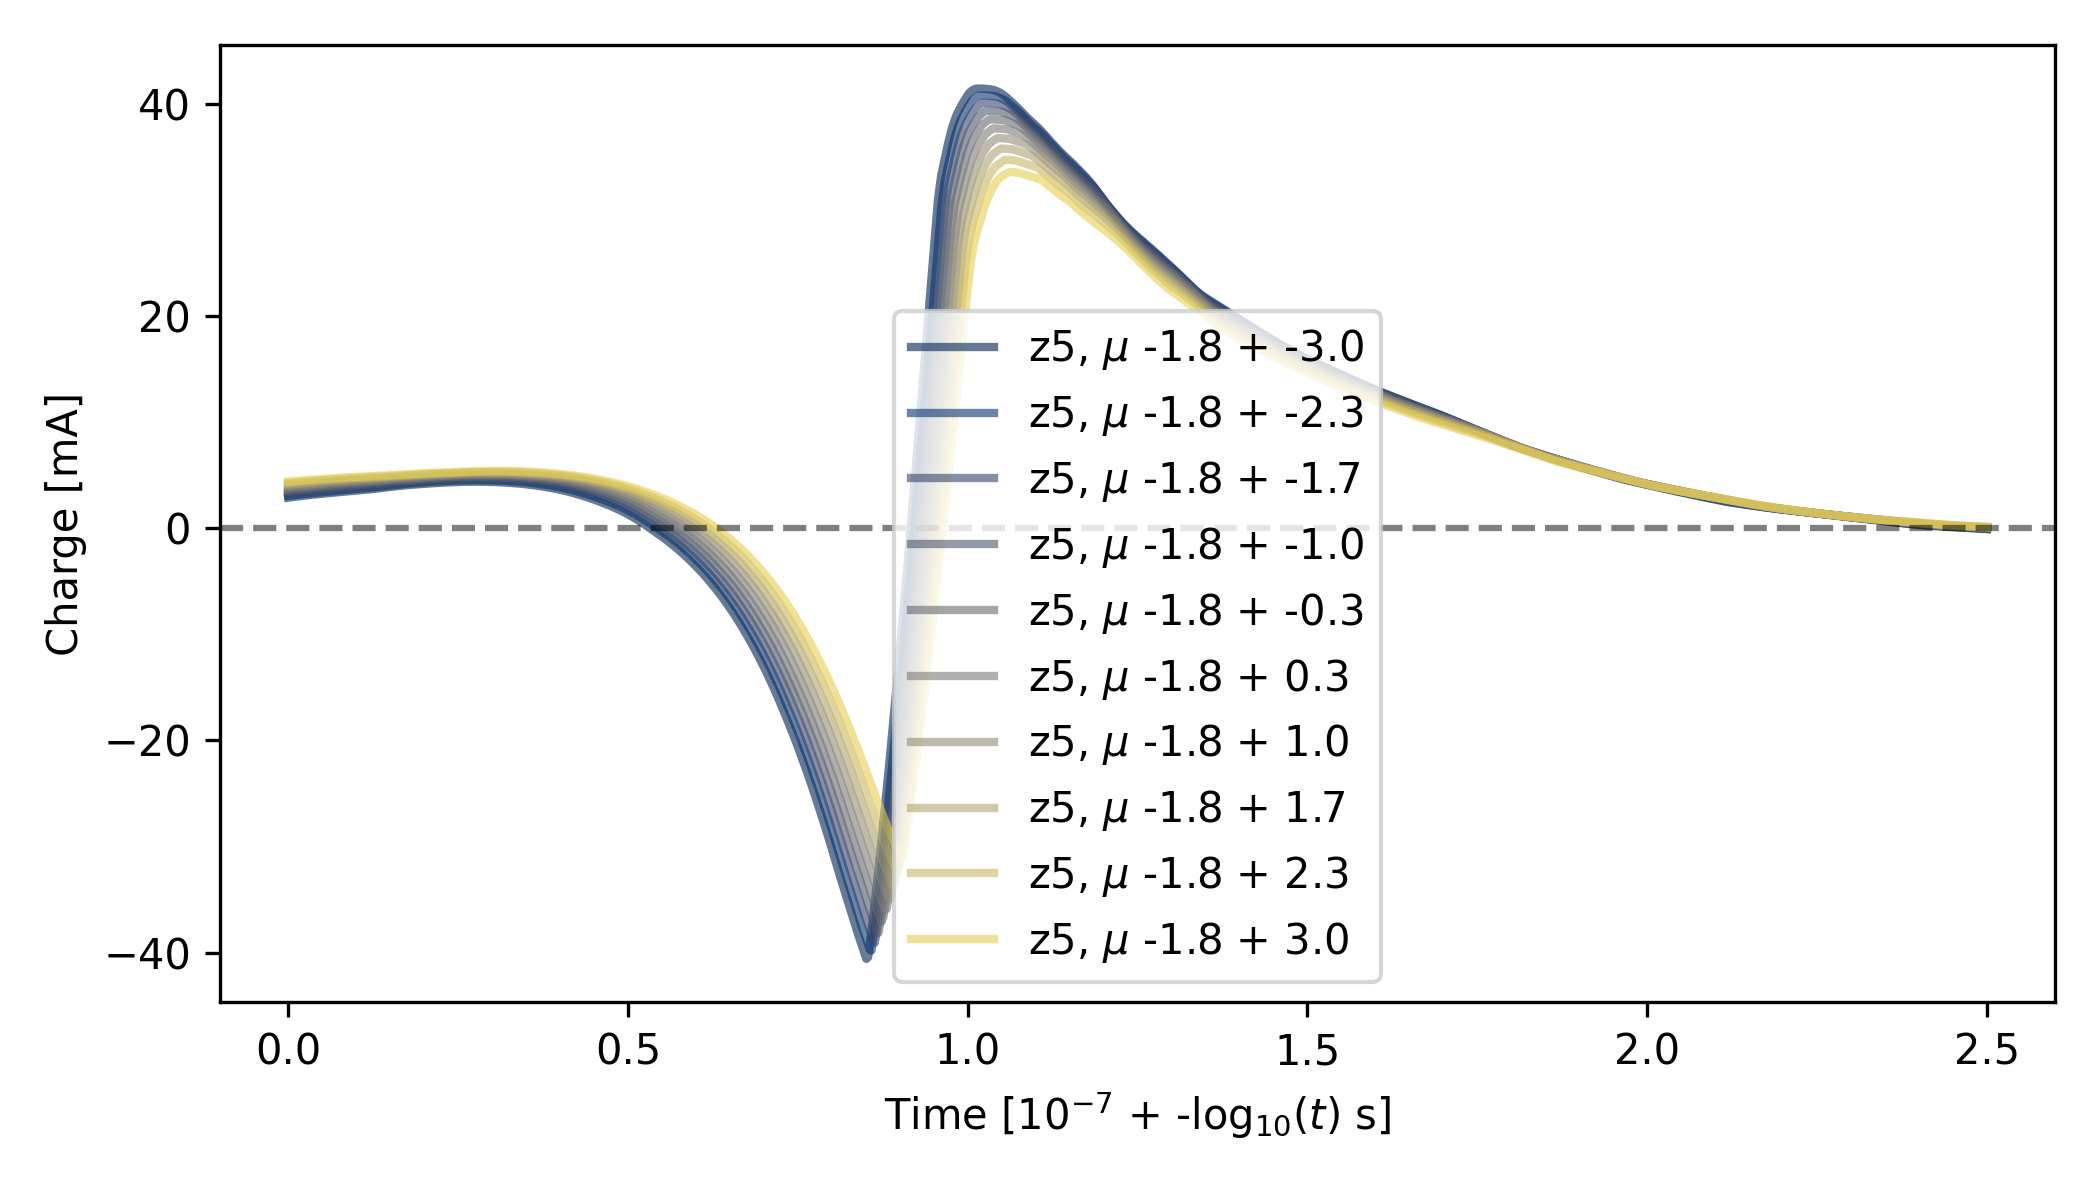 40
20
0
−20
−40
Charge [mA]
z5, μ -1.8 + -3.0
z5, μ -1.8 + -2.3
z5, μ -1.8 + -1.7
z5, μ -1.8 + -1.0
z5, μ -1.8 + -0.3
z5, μ -1.8 + 0.3
z5, μ -1.8 + 1.0
z5, μ -1.8 + 1.7
z5, μ -1.8 + 2.3
z5, μ -1.8 + 3.0
0.0 0.5 1.0 1.5 2.0 2.5
Time [10⁻⁷ + -log₁₀(t) s]